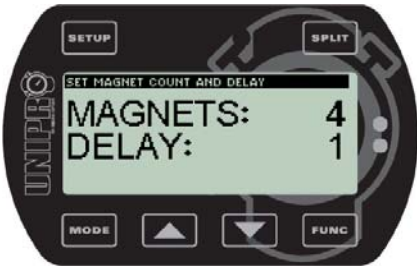 SETUP
SPLIT
SET MAGNET COUNT AND DELAY
MAGNETS: 4
DELAY: 1
UNIPRO
MODE
FUNC